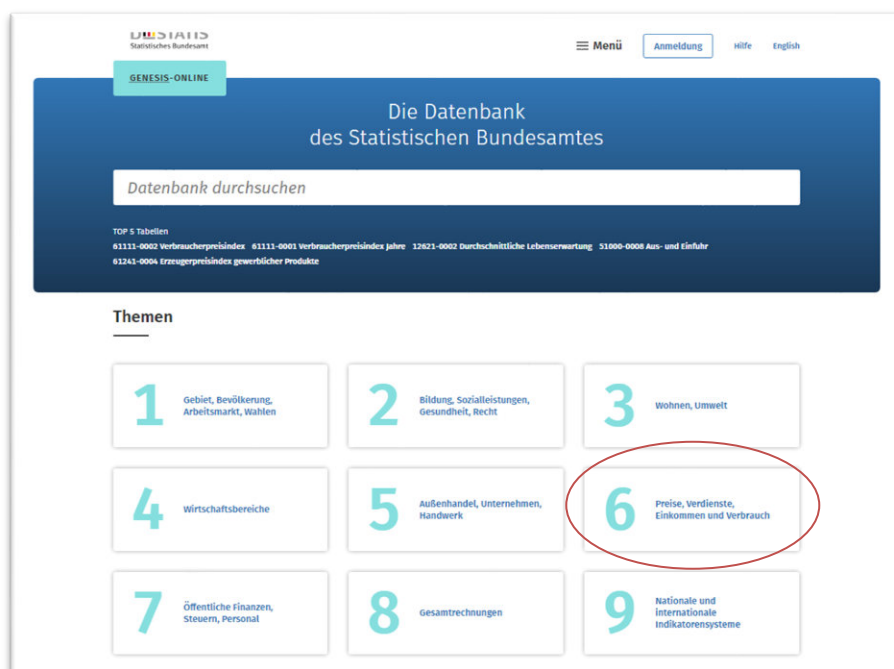 DESTATIS
Statistisches Bundesamt
Menü
Anmeldung
Hilfe
English
GENESIS-ONLINE
Die Datenbank
des Statistischen Bundesamtes
Datenbank durchsuchen
TOP 5 Tabellen
61111-0002 Verbraucherpreisindex 61111-0001 Verbraucherpreisindex Jahre 12621-0002 Durchschnittliche Lebenserwartung 51000-0008 Aus- und Einfuhr
61241-0004 Erzeugerpreisindex gewerblicher Produkte
Themen
1
Gebiet, Bevölkerung,
Arbeitsmarkt, Wahlen
2
Bildung, Sozialleistungen,
Gesundheit, Recht
3
Wohnen, Umwelt
4
Wirtschaftsbereiche
5
Außenhandel, Unternehmen,
Handwerk
6
Preise, Verdienste,
Einkommen und Verbrauch
7
Öffentliche Finanzen,
Steuern, Personal
8
Gesamtrechnungen
9
Nationale und
internationale
Indikatorensysteme